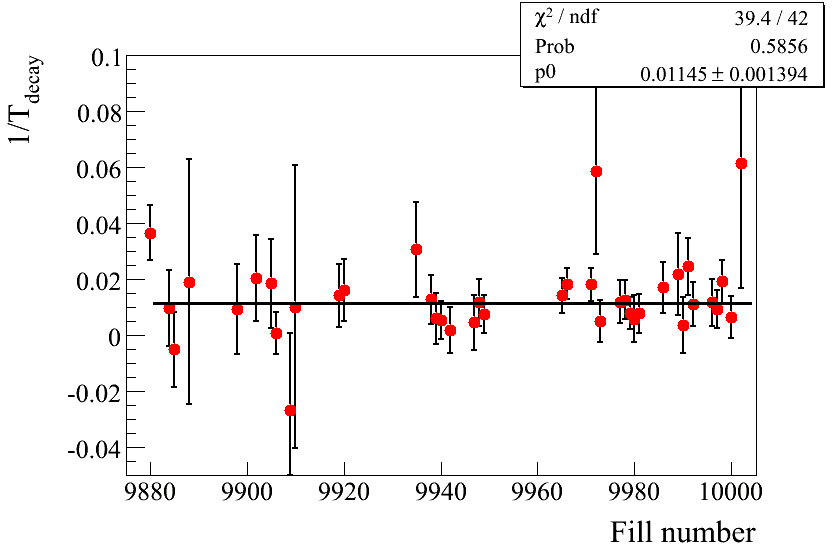 χ² / ndf 39.4 / 42
Prob 0.5856
p0 0.01145 ± 0.001394
1/T_decay
0.1
0.08
0.06
0.04
0.02
0
-0.02
-0.04
9880 9900 9920 9940 9960 9980 10000
Fill number